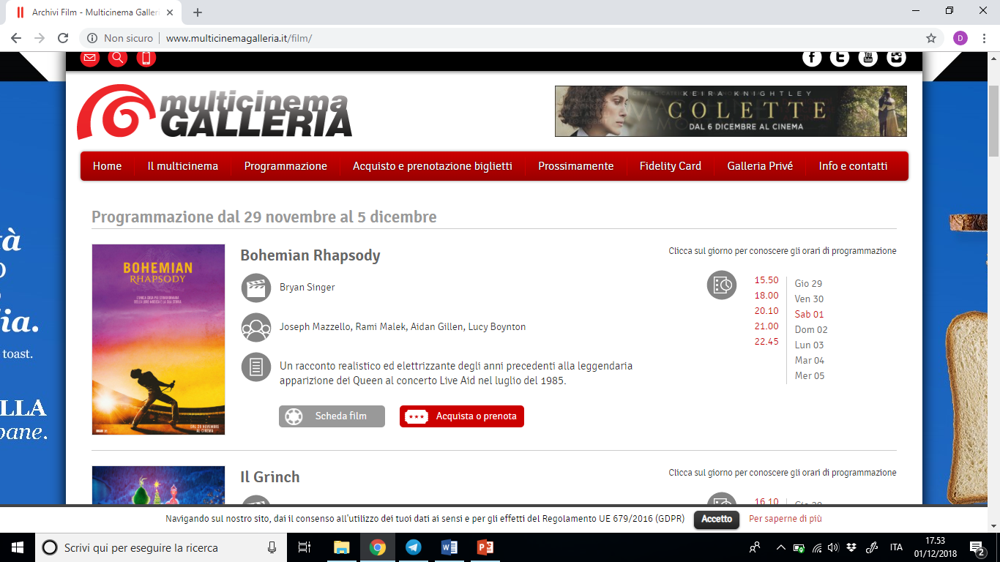 Archivi Film - Multicinema Galler
Non sicuro www.multicinemagalleria.it/film/
D
multicinema
GALLERIA
KEIRA KNIGHTLEY
COLETTE
DAL 6 DICEMBRE AL CINEMA
Home Il multicinema Programmazione Acquisto e prenotazione biglietti Prossimamente Fidelity Card Galleria Privé Info e contatti
Programmazione dal 29 novembre al 5 dicembre
BOHEMIAN
RHAPSODY
Bohemian Rhapsody
Bryan Singer
Joseph Mazzello, Rami Malek, Aidan Gillen, Lucy Boynton
Un racconto realistico ed elettrizzante degli anni precedenti alla leggendaria
apparizione dei Queen al concerto Live Aid nel luglio del 1985.
Scheda film Acquista o prenota
Clicca sul giorno per conoscere gli orari di programmazione
15.50
18.00
20.10
21.00
22.45
Gio 29
Ven 30
Sab 01
Dom 02
Lun 03
Mar 04
Mer 05
Il Grinch
Clicca sul giorno per conoscere gli orari di programmazione
16.10
Gio 29
tà
O
o
lia.
toast.
LLA
pane.
Navigando sul nostro sito, dai il consenso all'utilizzo dei tuoi dati ai sensi e per gli effetti del Regolamento UE 679/2016 (GDPR) Accetto Per saperne di più
Scrivi qui per eseguire la ricerca
ITA
17.53
01/12/2018
2